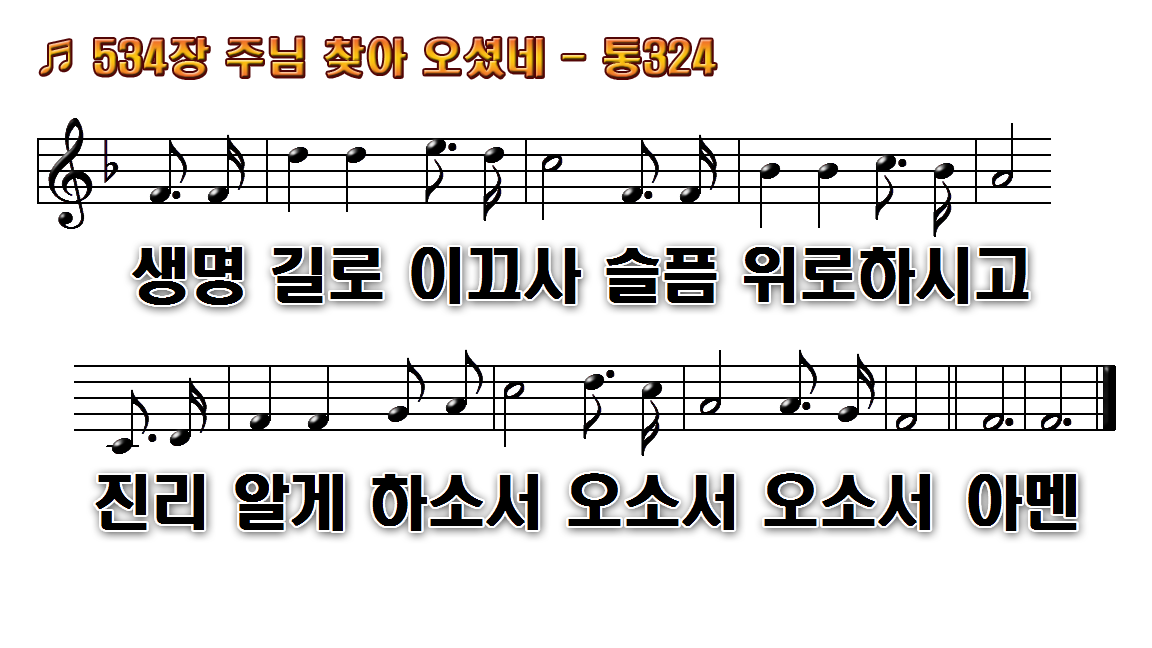 ♬ 534장 주님 찾아 오셨네 - 통324
생명 길로 이끄사 슬픔 위로하시고
진리 알게 하소서 오소서 오소서 아멘